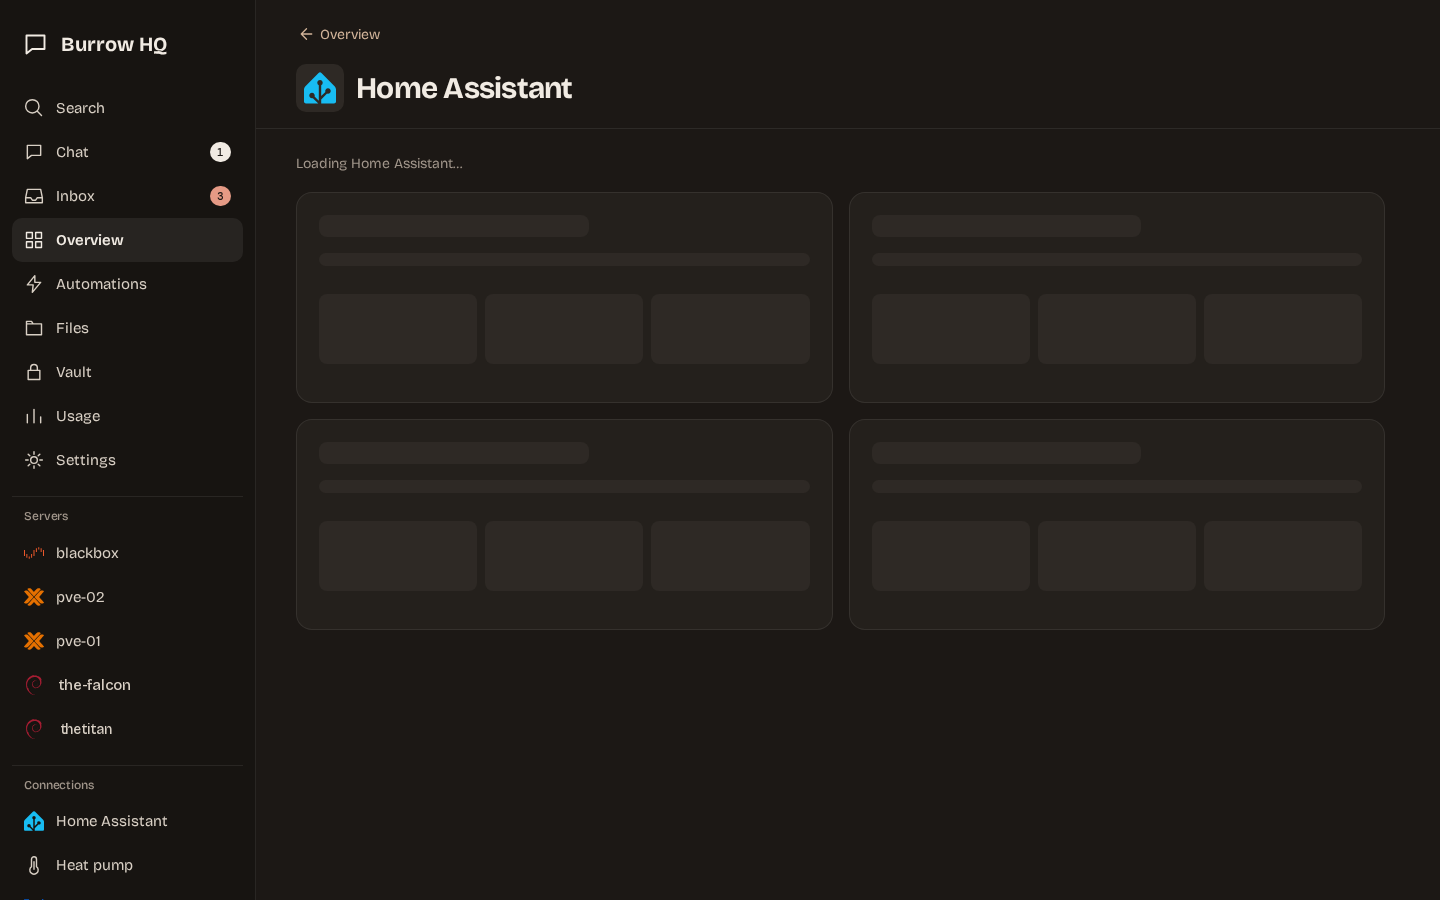 Burrow HQ
Search
Chat 1
Inbox 3
Overview
Automations
Files
Vault
Usage
Settings
Servers
blackbox
pve-02
pve-01
the-falcon
thetitan
Connections
Home Assistant
Heat pump
Overview
Home Assistant
Loading Home Assistant...